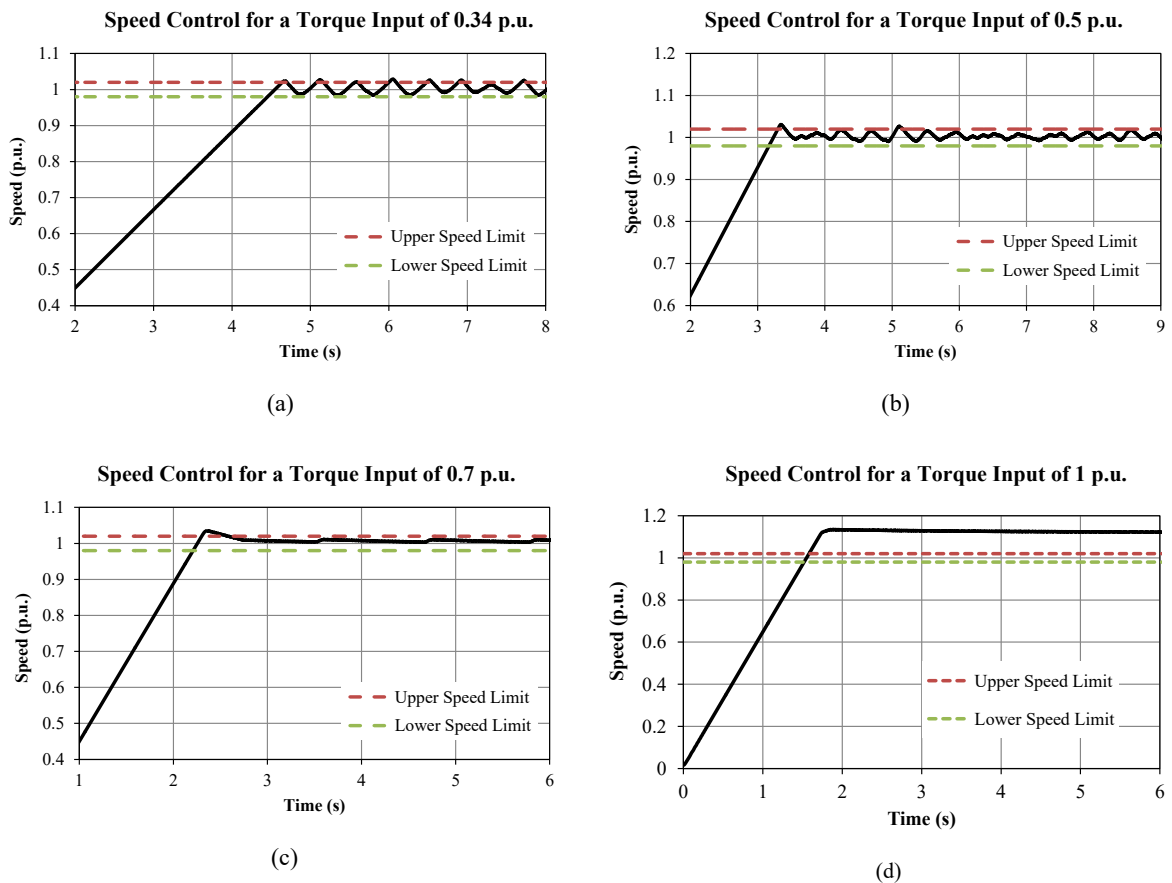 Speed Control for a Torque Input of 0.34 p.u.
1.1
1
0.9
0.8
0.7
0.6
0.5
0.4
Speed (p.u.)
Upper Speed Limit
Lower Speed Limit
2 3 4 5 6 7 8
Time (s)
(a)
Speed Control for a Torque Input of 0.5 p.u.
1.2
1.1
1.0
0.9
0.8
0.7
0.6
Speed (p.u.)
Upper Speed Limit
Lower Speed Limit
2 3 4 5 6 7 8 9
Time (s)
(b)
Speed Control for a Torque Input of 0.7 p.u.
1.1
1
0.9
0.8
0.7
0.6
0.5
0.4
Speed (p.u.)
Upper Speed Limit
Lower Speed Limit
1 2 3 4 5 6
Time (s)
(c)
Speed Control for a Torque Input of 1 p.u.
1.2
1
0.8
0.6
0.4
0.2
0
Speed (p.u.)
Upper Speed Limit
Lower Speed Limit
0 1 2 3 4 5 6
Time (s)
(d)